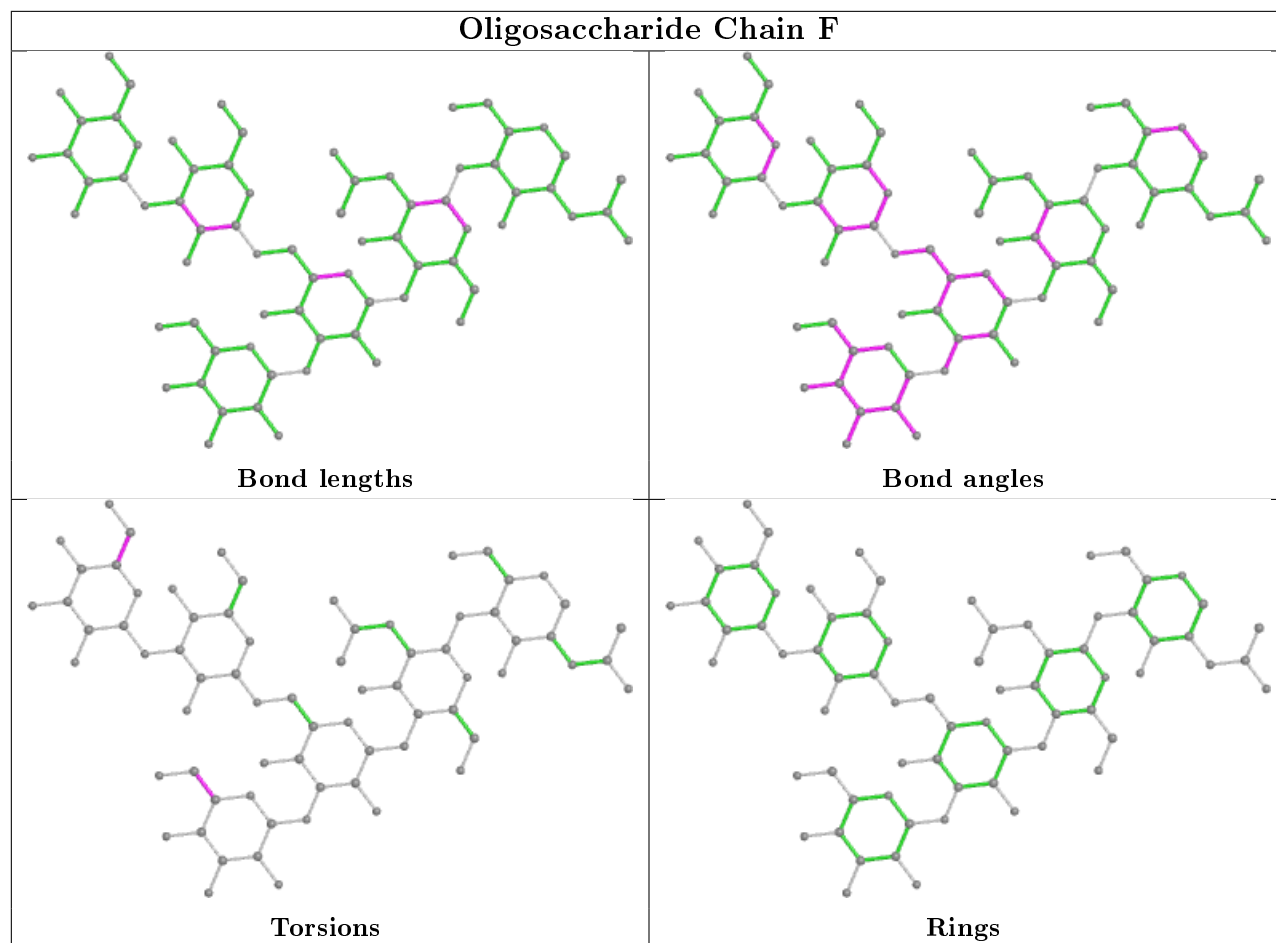 Oligosaccharide Chain F
Bond lengths
Bond angles
Torsions
Rings